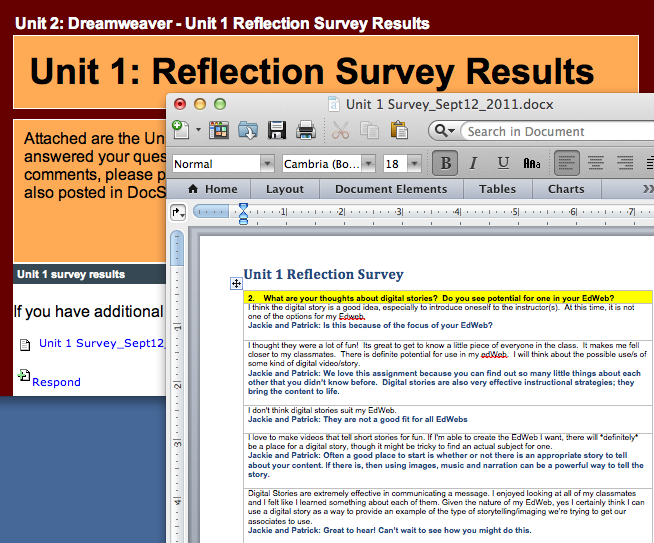 Unit 2: Dreamweaver - Unit 1 Reflection Survey Results
Unit 1: Reflection Survey Results
Attached are the Un
answered your ques
comments, please p
also posted in DocS
Unit 1 survey results
If you have additional
Unit 1 Survey_Sept12_
Respond
Unit 1 Survey_Sept12_2011.docx
Search in Document
Normal
Cambria (Bo...
18
B I U ABa
Home Layout Document Elements Tables Charts
1 2 3 4 5 6 7
1
2
3
4
Unit 1 Reflection Survey
2. What are your thoughts about digital stories? Do you see potential for one in your EdWeb?
I think the digital story is a good idea, especially to introduce oneself to the instructor(s). At this time, it is not
one of the options for my Edweb.
Jackie and Patrick: Is this because of the focus of your EdWeb?
I thought they were a lot of fun! Its great to get to know a little piece of everyone in the class. It makes me fell
closer to my classmates. There is definite potential for use in my edWeb. I will think about the possible use/s of
some kind of digital video/story.
Jackie and Patrick: We love this assignment because you can find out so many little things about each
other that you didn't know before. Digital stories are also very effective instructional strategies; they
bring the content to life.
I don't think digital stories suit my EdWeb.
Jackie and Patrick: They are not a good fit for all EdWebs
I love to make videos that tell short stories for fun. If I'm able to create the EdWeb I want, there will *definitely*
be a place for a digital story, though it might be tricky to find an actual subject for one.
Jackie and Patrick: Often a good place to start is whether or not there is an appropriate story to tell
about your content. If there is, then using images, music and narration can be a powerful way to tell the
story.
Digital Stories are extremely effective in communicating a message. I enjoyed looking at all of my classmates
and I felt like I learned something about each of them. Given the nature of my EdWeb, yes I certainly think I can
use a digital story as a way to provide an example of the type of storytelling/imaging we're trying to get our
associates to use.
Jackie and Patrick: Great to hear! Can't wait to see how you might do this.